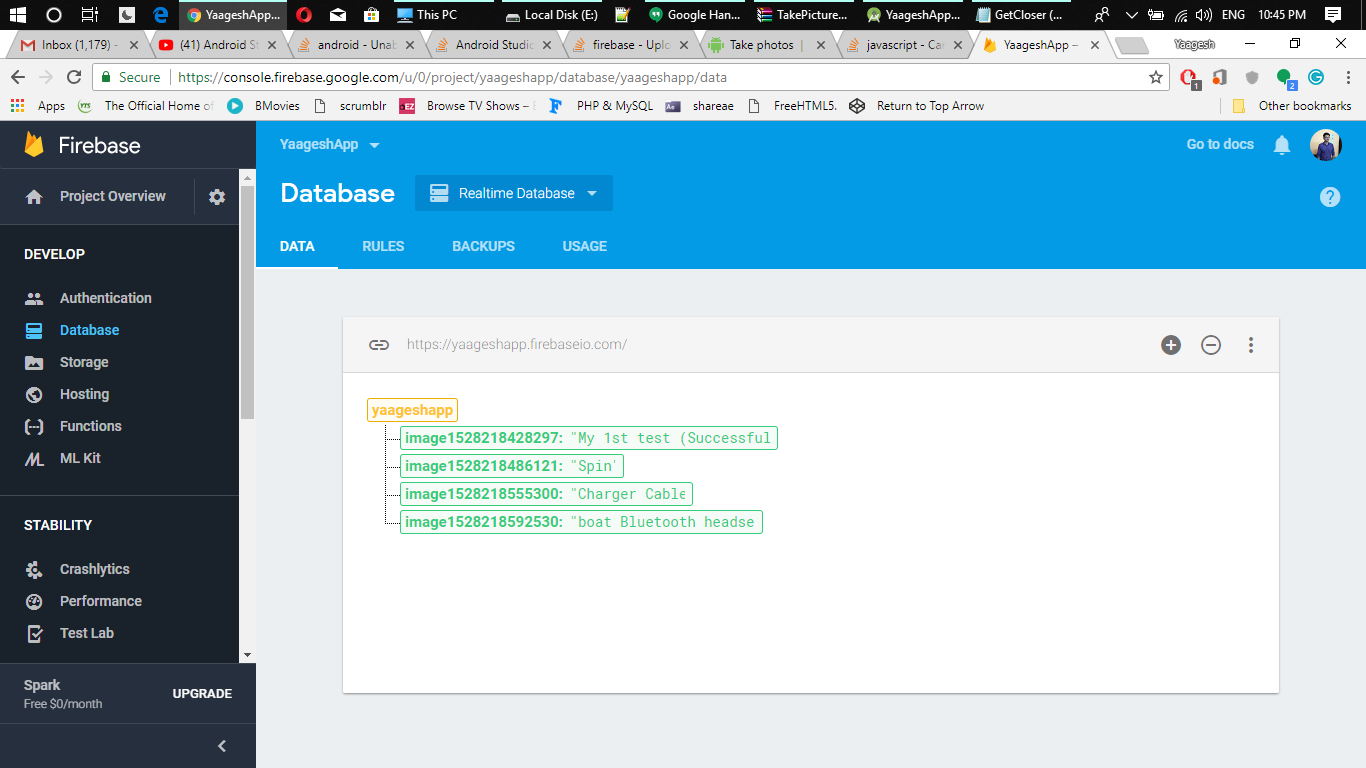 YaageshApp...
This PC
Local Disk (E:)
Google Han...
TakePicture...
YaageshApp...
GetCloser (...
ENG
10:45 PM
Inbox (1,179) -
(41) Android St
android - Unab
Android Studio
firebase - Uplo
Take photos |
javascript - Can
YaageshApp –
Yaagesh
Secure
https://console.firebase.google.com/u/0/project/yaageshapp/database/yaageshapp/data
1
2
Apps
The Official Home of
BMovies
scrumblr
EZ
Browse TV Shows –
PHP & MySQL
Ae
shareae
FreeHTML5.
Return to Top Arrow
Other bookmarks
Firebase
YaageshApp
Go to docs
Project Overview
Database
Realtime Database
?
DATA
RULES
BACKUPS
USAGE
DEVELOP
Authentication
Database
Storage
Hosting
Functions
ML
ML Kit
https://yaageshapp.firebaseio.com/
yaageshapp
image1528218428297: "My 1st test (Successful
image1528218486121: "Spin"
image1528218555300: "Charger Cable
image1528218592530: "boat Bluetooth headse
STABILITY
Crashlytics
Performance
Test Lab
Spark
Free $0/month
UPGRADE